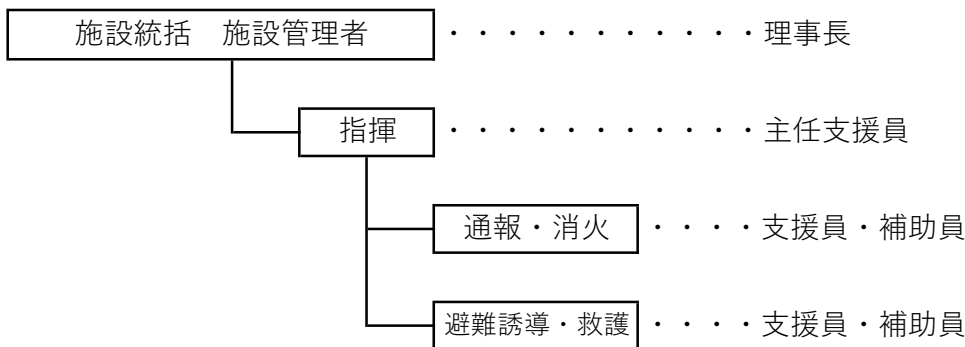 施設統括　施設管理者　・・・・・・・・・・・理事長
指揮　・・・・・・・・・・・主任支援員
通報・消火　・・・・支援員・補助員
避難誘導・救護　・・・・支援員・補助員